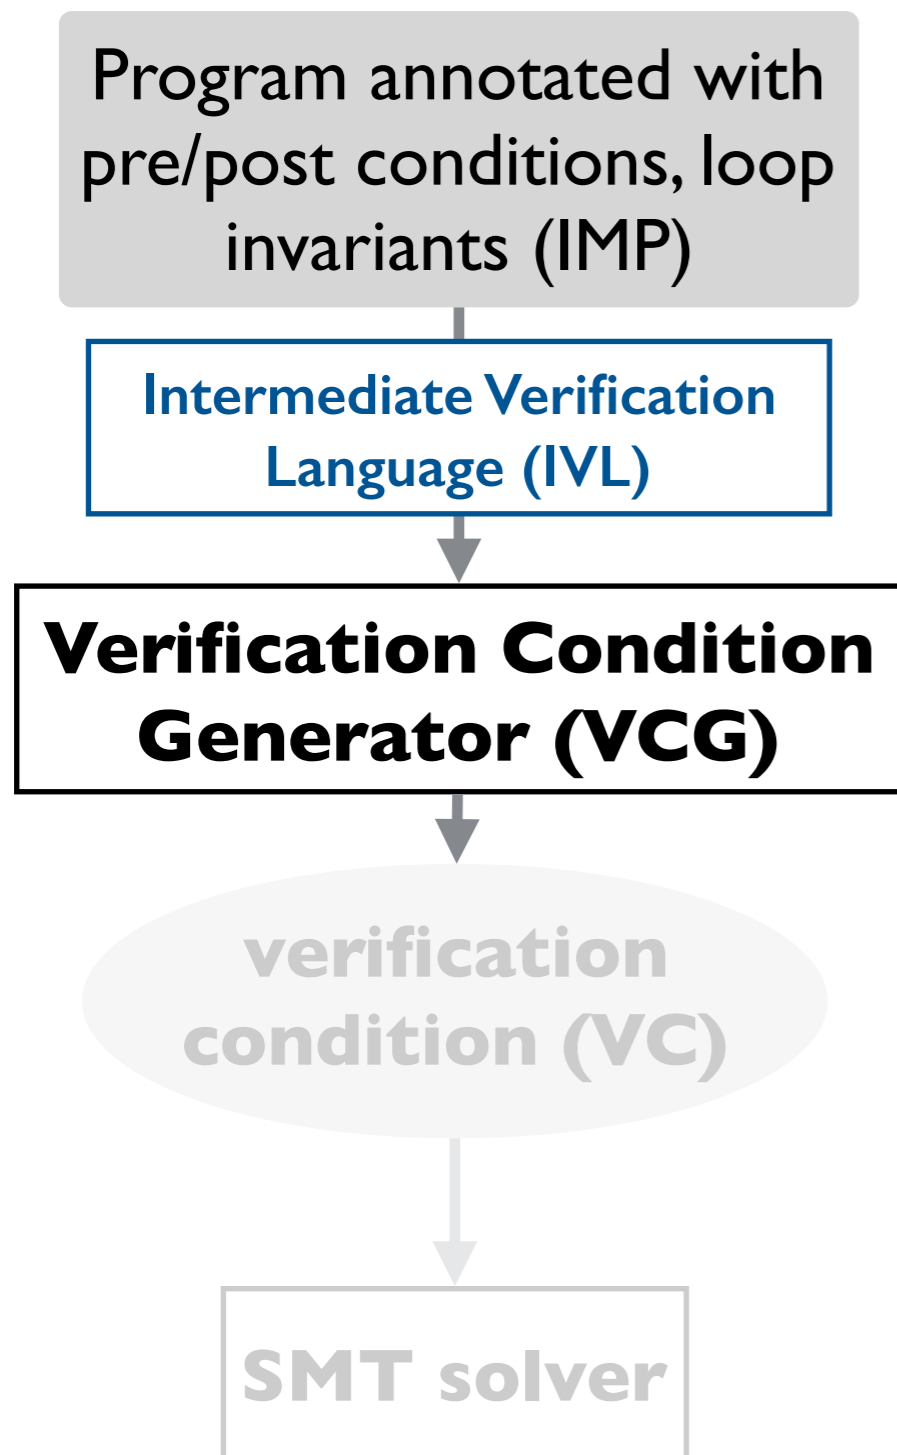 Program annotated with
pre/post conditions, loop
invariants (IMP)
Intermediate Verification
Language (IVL)
Verification Condition
Generator (VCG)
verification
condition (VC)
SMT solver